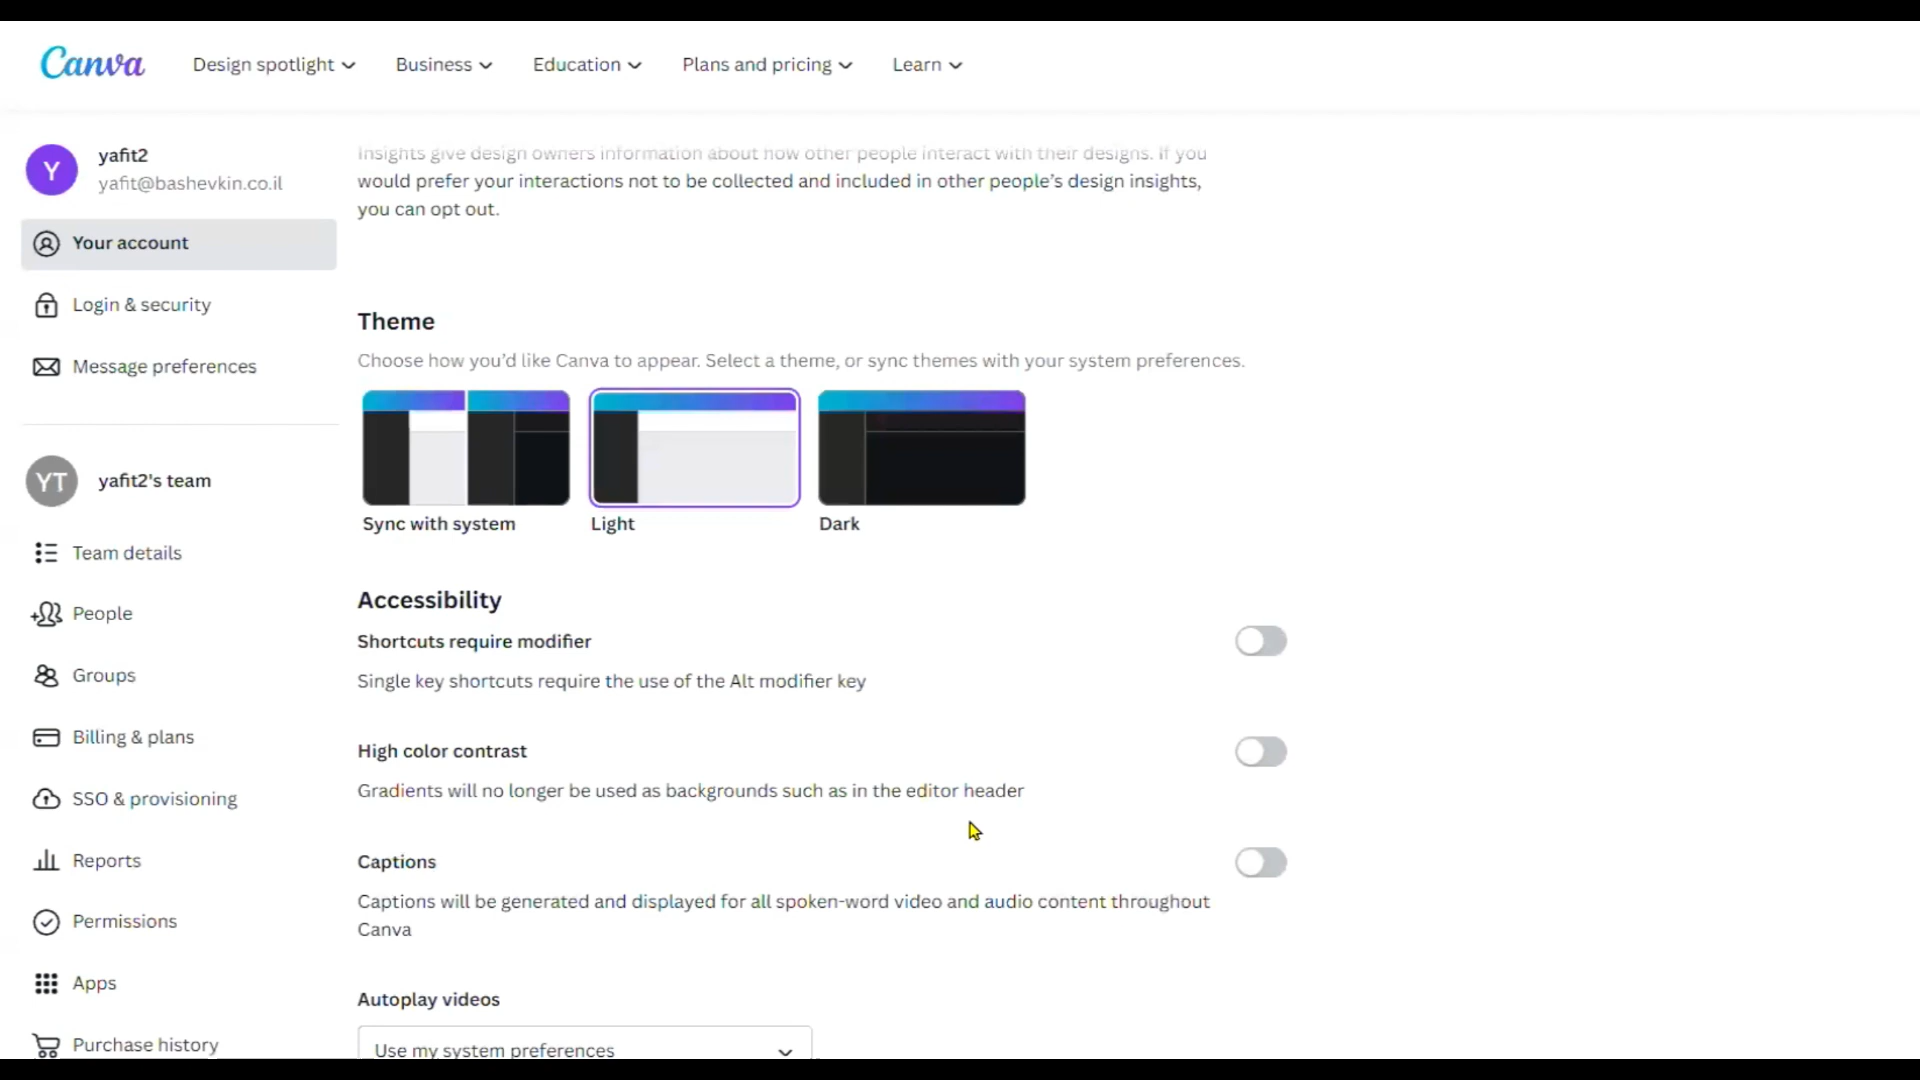 Canva
Design spotlight
Business
Education
Plans and pricing
Learn
Y
yafit2
yafit@bashevkin.co.il
Your account
Login & security
Message preferences
YT
yafit2's team
Team details
People
Groups
Billing & plans
SSO & provisioning
Reports
Permissions
Apps
Purchase history
Insights give design owners information about how other people interact with their designs. If you
would prefer your interactions not to be collected and included in other people’s design insights,
you can opt out.
Theme
Choose how you’d like Canva to appear. Select a theme, or sync themes with your system preferences.
Sync with system
Light
Dark
Accessibility
Shortcuts require modifier
Single key shortcuts require the use of the Alt modifier key
High color contrast
Gradients will no longer be used as backgrounds such as in the editor header
Captions
Captions will be generated and displayed for all spoken-word video and audio content throughout
Canva
Autoplay videos
Use my system preferences